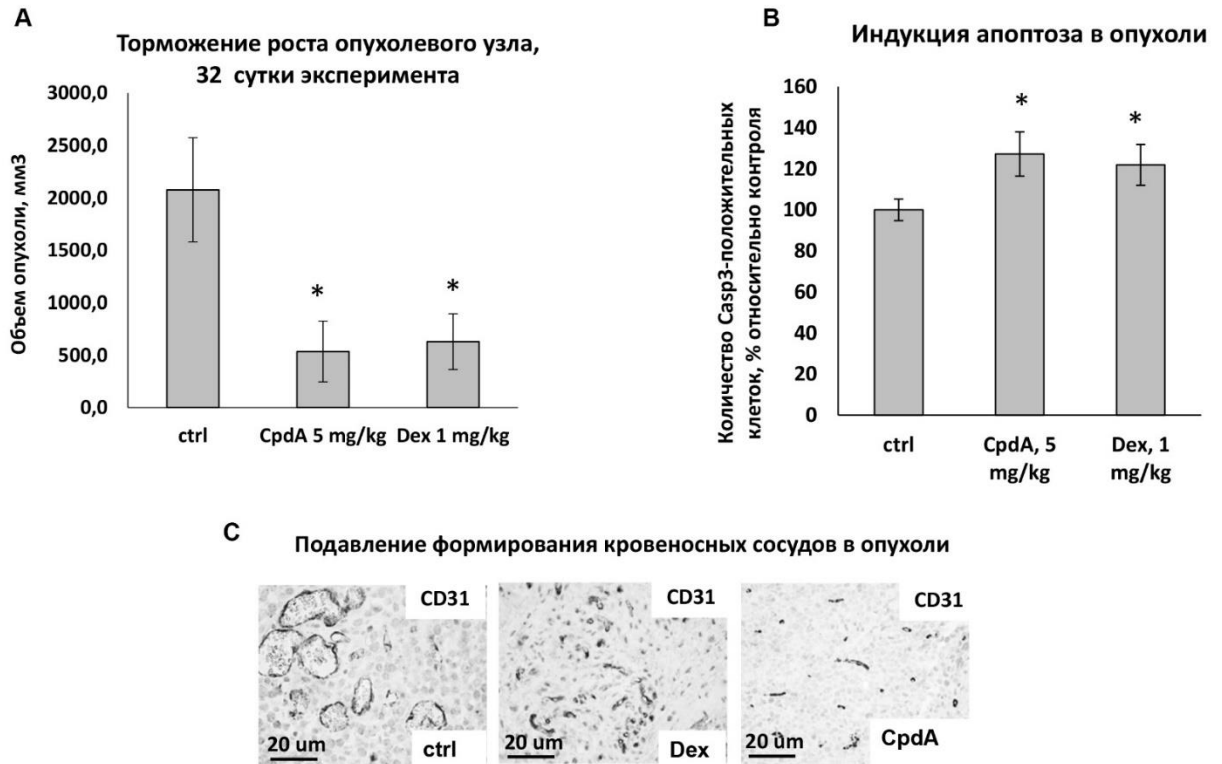 A
Торможение роста опухолевого узла,
32 сутки эксперимента
Объем опухоли, мм3
3000,0
2500,0
2000,0
1500,0
1000,0
500,0
0,0
*
*
ctrl
CpdA 5 mg/kg
Dex 1 mg/kg
B
Индукция апоптоза в опухоли
Количество Casp3-положительных
клеток, % относительно контроля
160
140
120
100
80
60
40
20
0
*
*
ctrl
CpdA, 5
mg/kg
Dex, 1
mg/kg
C
Подавление формирования кровеносных сосудов в опухоли
CD31
20 um
ctrl
CD31
20 um
Dex
CD31
20 um
CpdA